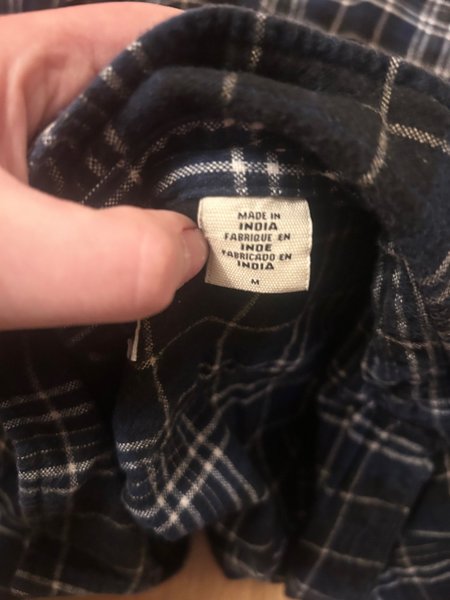 MADE IN
INDIA
FABRIQUE EN
INDE
FABRICADO EN
INDIA
M